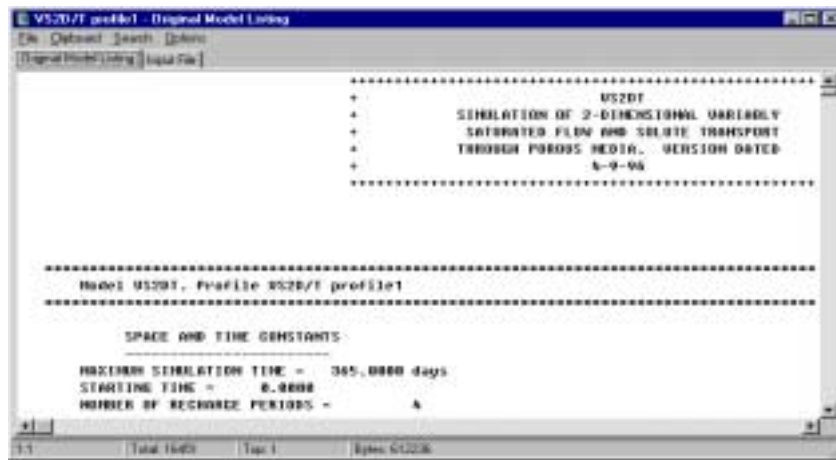 VS2D/T profile1 - Original Model Listing
File Clipboard Search Options
Original Model Listing Input File
++++++++++++++++++++++++++++++++++++++++++++++++++++
+ VS2DT
+ SIMULATION OF 2-DIMENSIONAL VARIABLY
+ SATURATED FLOW AND SOLUTE TRANSPORT
+ THROUGH POROUS MEDIA. VERSION DATED
+
++++++++++++++++++++++++++++++++++++++++++++++++++++
Model VS2DT, Profile VS2D/T profile1
SPACE AND TIME CONSTANTS
MAXIMUM SIMULATION TIME = 365.0000 days
STARTING TIME = 0.0000
NUMBER OF RECHARGE PERIODS = 4
1:1 Top: 1